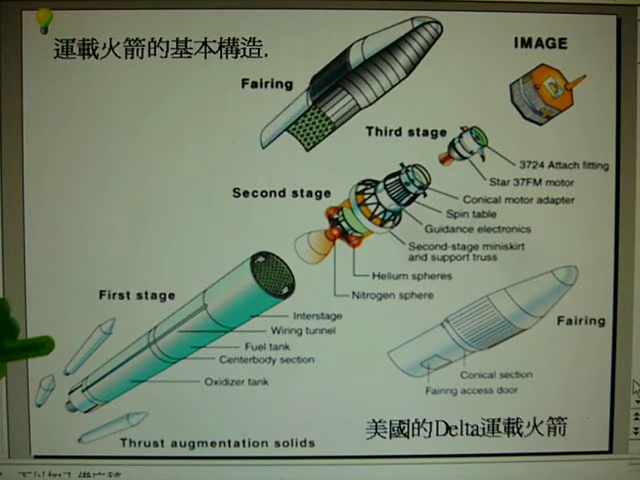 運載火箭的基本構造.
IMAGE
Fairing
Third stage
3724 Attach fitting
Star 37FM motor
Second stage
Conical motor adapter
Spin table
Guidance electronics
Second-stage miniskirt
and support truss
Helium spheres
Nitrogen sphere
First stage
Interstage
Wiring tunnel
Fuel tank
Centerbody section
Oxidizer tank
Fairing
Conical section
Fairing access door
美國的Delta運載火箭
Thrust augmentation solids